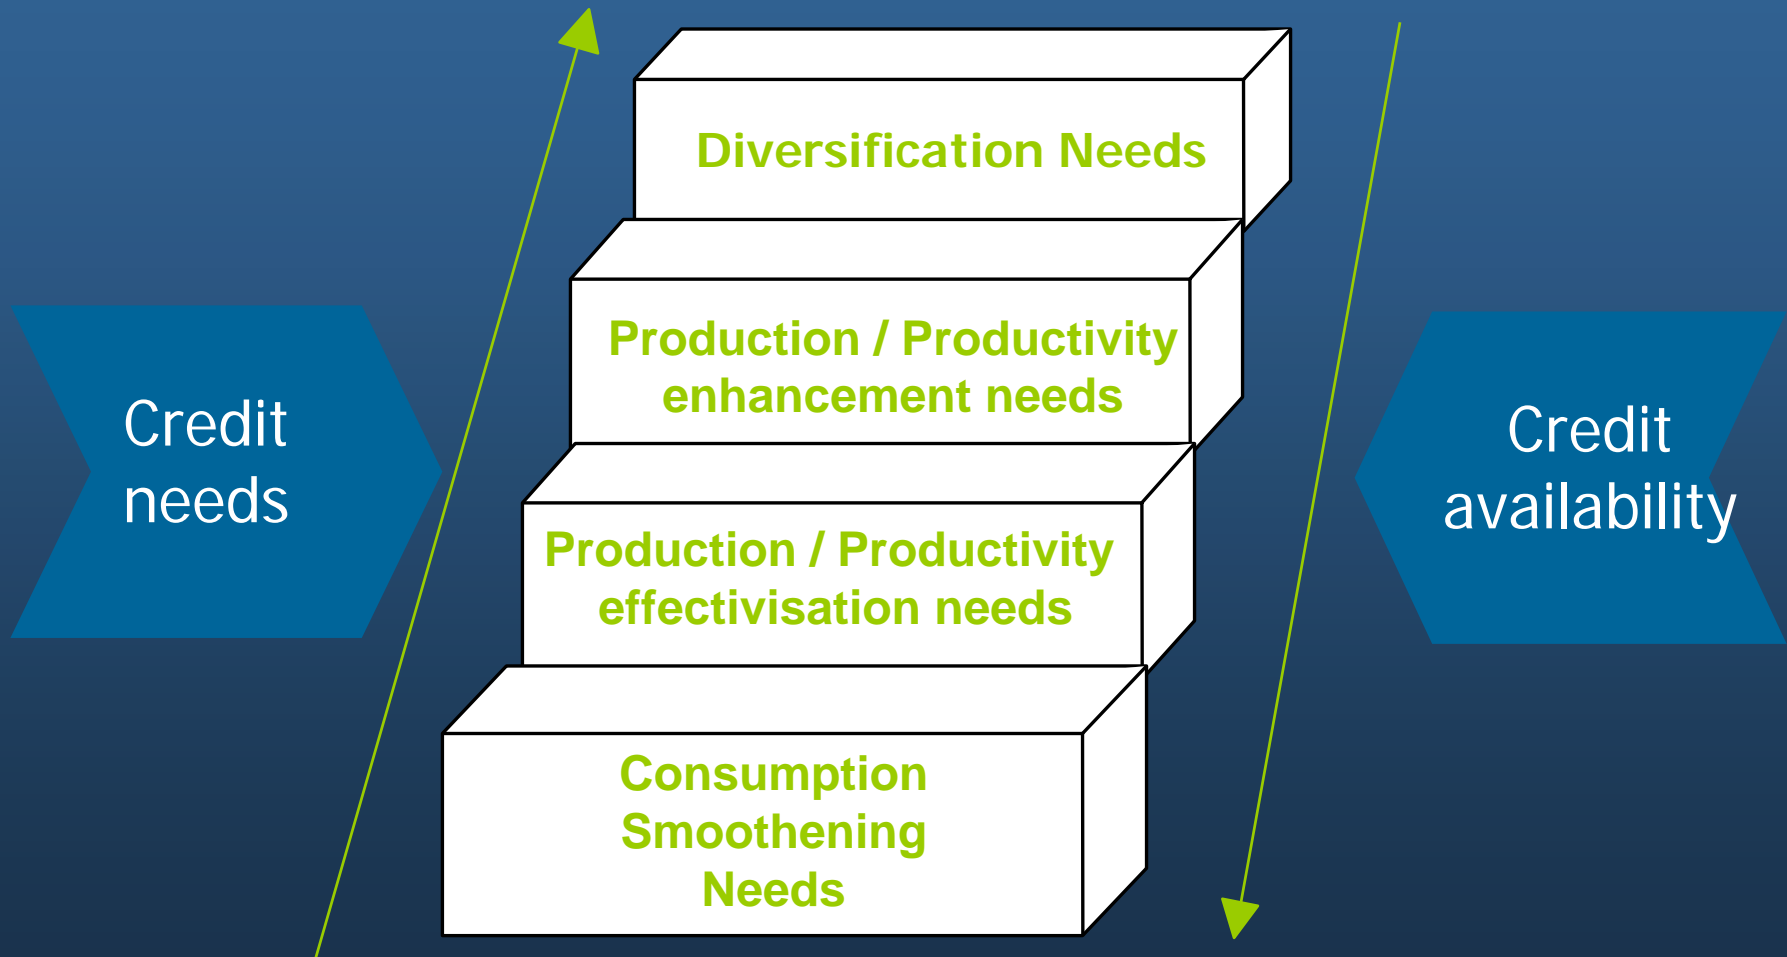 Diversification Needs
Production / Productivity
enhancement needs
Credit
needs
Credit
availability
Production / Productivity
effectivisation needs
Consumption
Smoothening
Needs